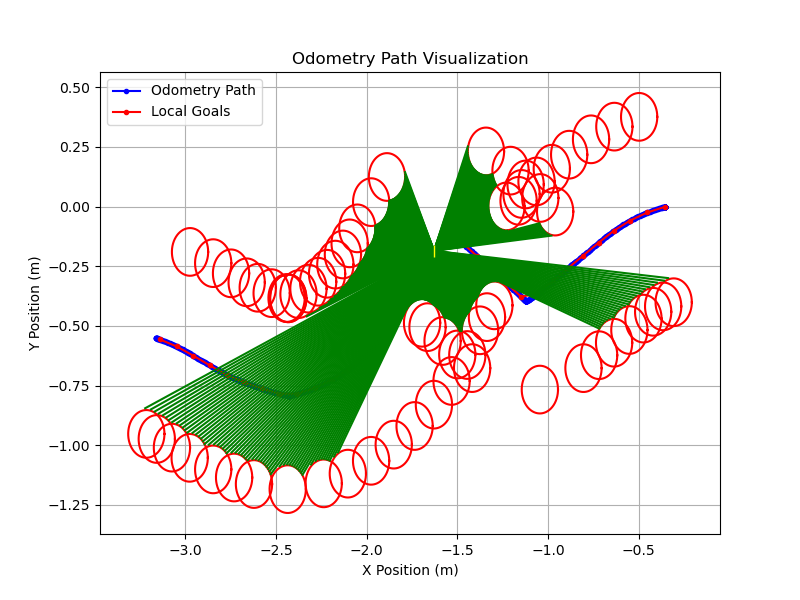 Odometry Path Visualization
Odometry Path
Local Goals
Y Position (m)
0.50
0.25
0.00
−0.25
−0.50
−0.75
−1.00
−1.25
−3.0 −2.5 −2.0 −1.5 −1.0 −0.5
X Position (m)